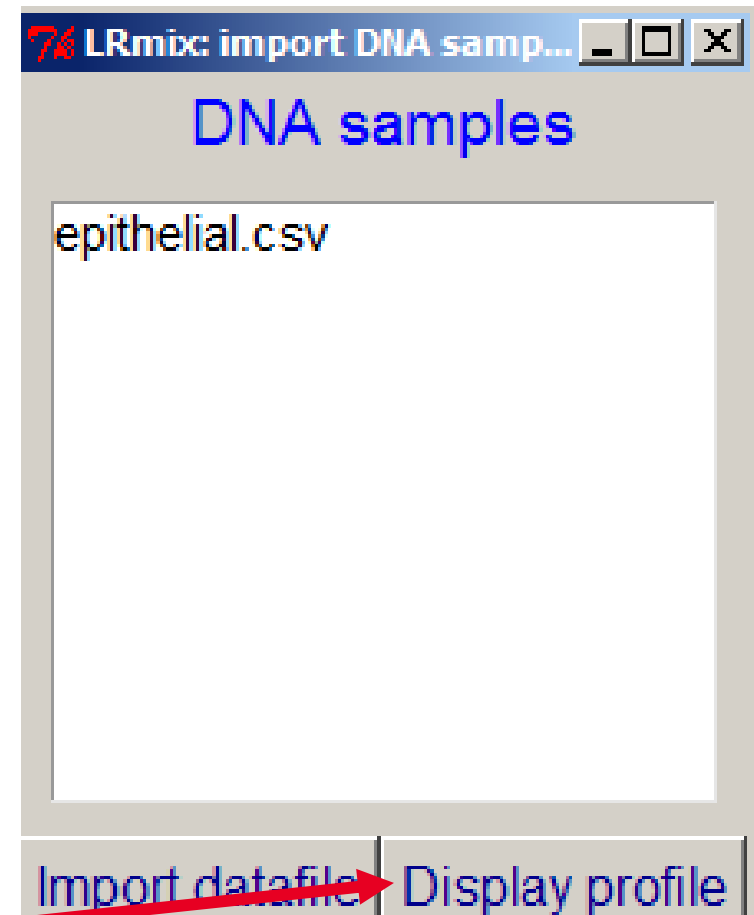 LRmix: import DNA samp...
DNA samples
epithelial.csv
Import datafile Display profile